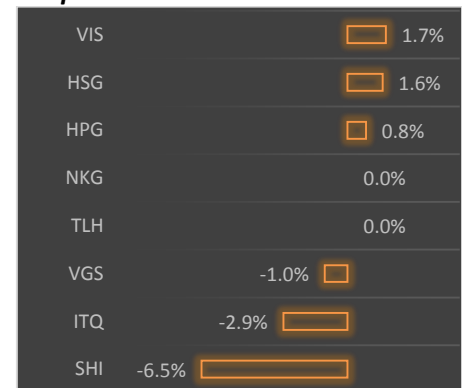 VIS 1.7%
HSG 1.6%
HPG 0.8%
NKG 0.0%
TLH 0.0%
VGS -1.0%
ITQ -2.9%
SHI -6.5%